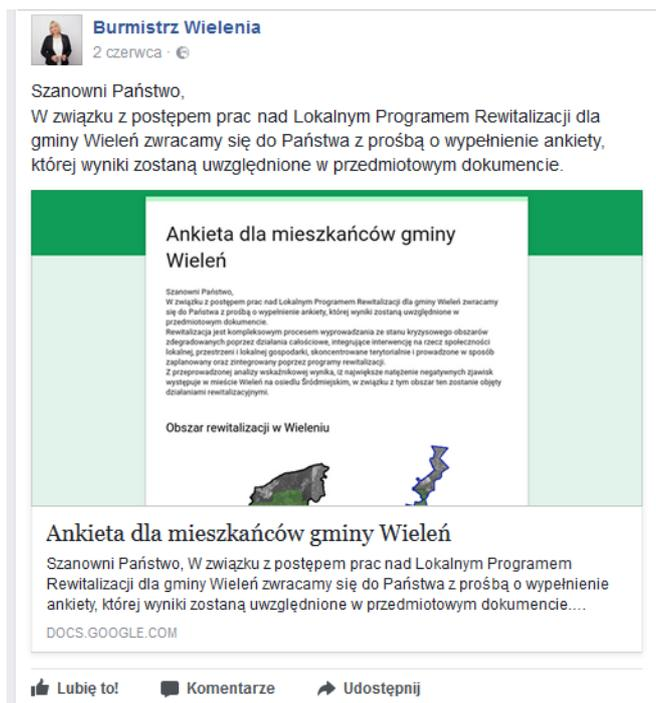 Burmistrz Wielenia
2 czerwca ·
Szanowni Państwo,
W związku z postępem prac nad Lokalnym Programem Rewitalizacji dla
gminy Wieleń zwracamy się do Państwa z prośbą o wypełnienie ankiety,
której wyniki zostaną uwzględnione w przedmiotowym dokumencie.
Ankieta dla mieszkańców gminy
Wieleń
Szanowni Państwo,
W związku z postępem prac nad Lokalnym Programem Rewitalizacji dla gminy Wieleń zwracamy
się do Państwa z prośbą o wypełnienie ankiety, której wyniki zostaną uwzględnione w
przedmiotowym dokumencie.
Rewitalizacja jest kompleksowym procesem wyprowadzania ze stanu kryzysowego obszarów
zdegradowanych poprzez działania całościowe, integrujące interwencję na rzecz społeczności
lokalnej, przestrzeni i lokalnej gospodarki, skoncentrowane terytorialnie i prowadzone w sposób
zaplanowany oraz zintegrowany poprzez programy rewitalizacji.
Z przeprowadzonej analizy wskaźnikowej wynika, iż największe natężenie negatywnych zjawisk
występuje w mieście Wieleń na osiedlu Śródmiejskim, w związku z tym obszar ten zostanie objęty
działaniami rewitalizacyjnymi.
Obszar rewitalizacji w Wieleniu
Ankieta dla mieszkańców gminy Wieleń
Szanowni Państwo, W związku z postępem prac nad Lokalnym Programem
Rewitalizacji dla gminy Wieleń zwracamy się do Państwa z prośbą o wypełnienie
ankiety, której wyniki zostaną uwzględnione w przedmiotowym dokumencie....
DOCS.GOOGLE.COM
Lubię to! Komentarze Udostępnij